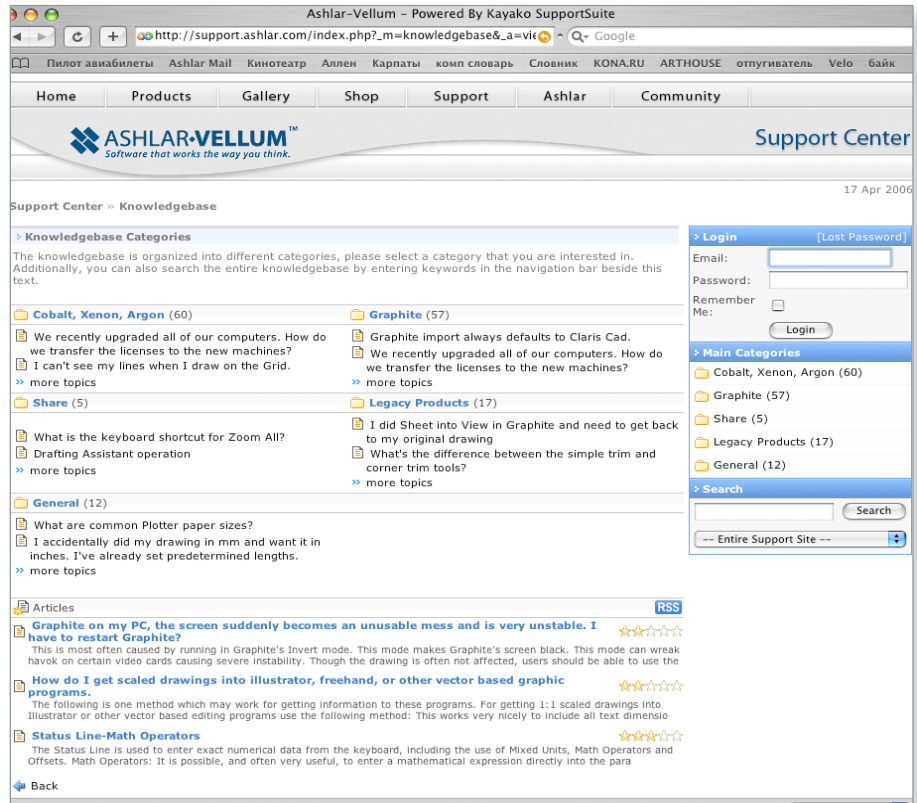 Ashlar-Vellum – Powered By Kayako SupportSuite
http://support.ashlar.com/index.php?_m=knowledgebase&_a=vie
Google
Пилот авиабилеты Ashlar Mail Кинотеатр Аллен Карпаты комп словарь Словник KONA.RU ARTHOUSE отпугиватель Velo байк
Home Products Gallery Shop Support Ashlar Community
ASHLAR•VELLUM™
Software that works the way you think.
Support Center
17 Apr 2006
Support Center » Knowledgebase
› Knowledgebase Categories
The knowledgebase is organized into different categories, please select a category that you are interested in.
Additionally, you can also search the entire knowledgebase by entering keywords in the navigation bar beside this
text.
Cobalt, Xenon, Argon (60)
We recently upgraded all of our computers. How do
we transfer the licenses to the new machines?
I can't see my lines when I draw on the Grid.
» more topics
Graphite (57)
Graphite import always defaults to Claris Cad.
We recently upgraded all of our computers. How do
we transfer the licenses to the new machines?
» more topics
Share (5)
What is the keyboard shortcut for Zoom All?
Drafting Assistant operation
» more topics
Legacy Products (17)
I did Sheet into View in Graphite and need to get back
to my original drawing
What's the difference between the simple trim and
corner trim tools?
» more topics
General (12)
What are common Plotter paper sizes?
I accidentally did my drawing in mm and want it in
inches. I've already set predetermined lengths.
» more topics
Articles RSS
Graphite on my PC, the screen suddenly becomes an unusable mess and is very unstable. I
have to restart Graphite?
This is most often caused by running in Graphite's Invert mode. This mode makes Graphite's screen black. This mode can wreak
havok on certain video cards causing severe instability. Though the drawing is often not affected, users should be able to use the
How do I get scaled drawings into illustrator, freehand, or other vector based graphic
programs.
The following is one method which may work for getting information to these programs. For getting 1:1 scaled drawings into
Illustrator or other vector based editing programs use the following method: This works very nicely to include all text dimensio
Status Line-Math Operators
The Status Line is used to enter exact numerical data from the keyboard, including the use of Mixed Units, Math Operators and
Offsets. Math Operators: It is possible, and often very useful, to enter a mathematical expression directly into the para
Back
› Login [Lost Password]
Email:
Password:
Remember
Me:
Login
› Main Categories
Cobalt, Xenon, Argon (60)
Graphite (57)
Share (5)
Legacy Products (17)
General (12)
› Search
Search
-- Entire Support Site --